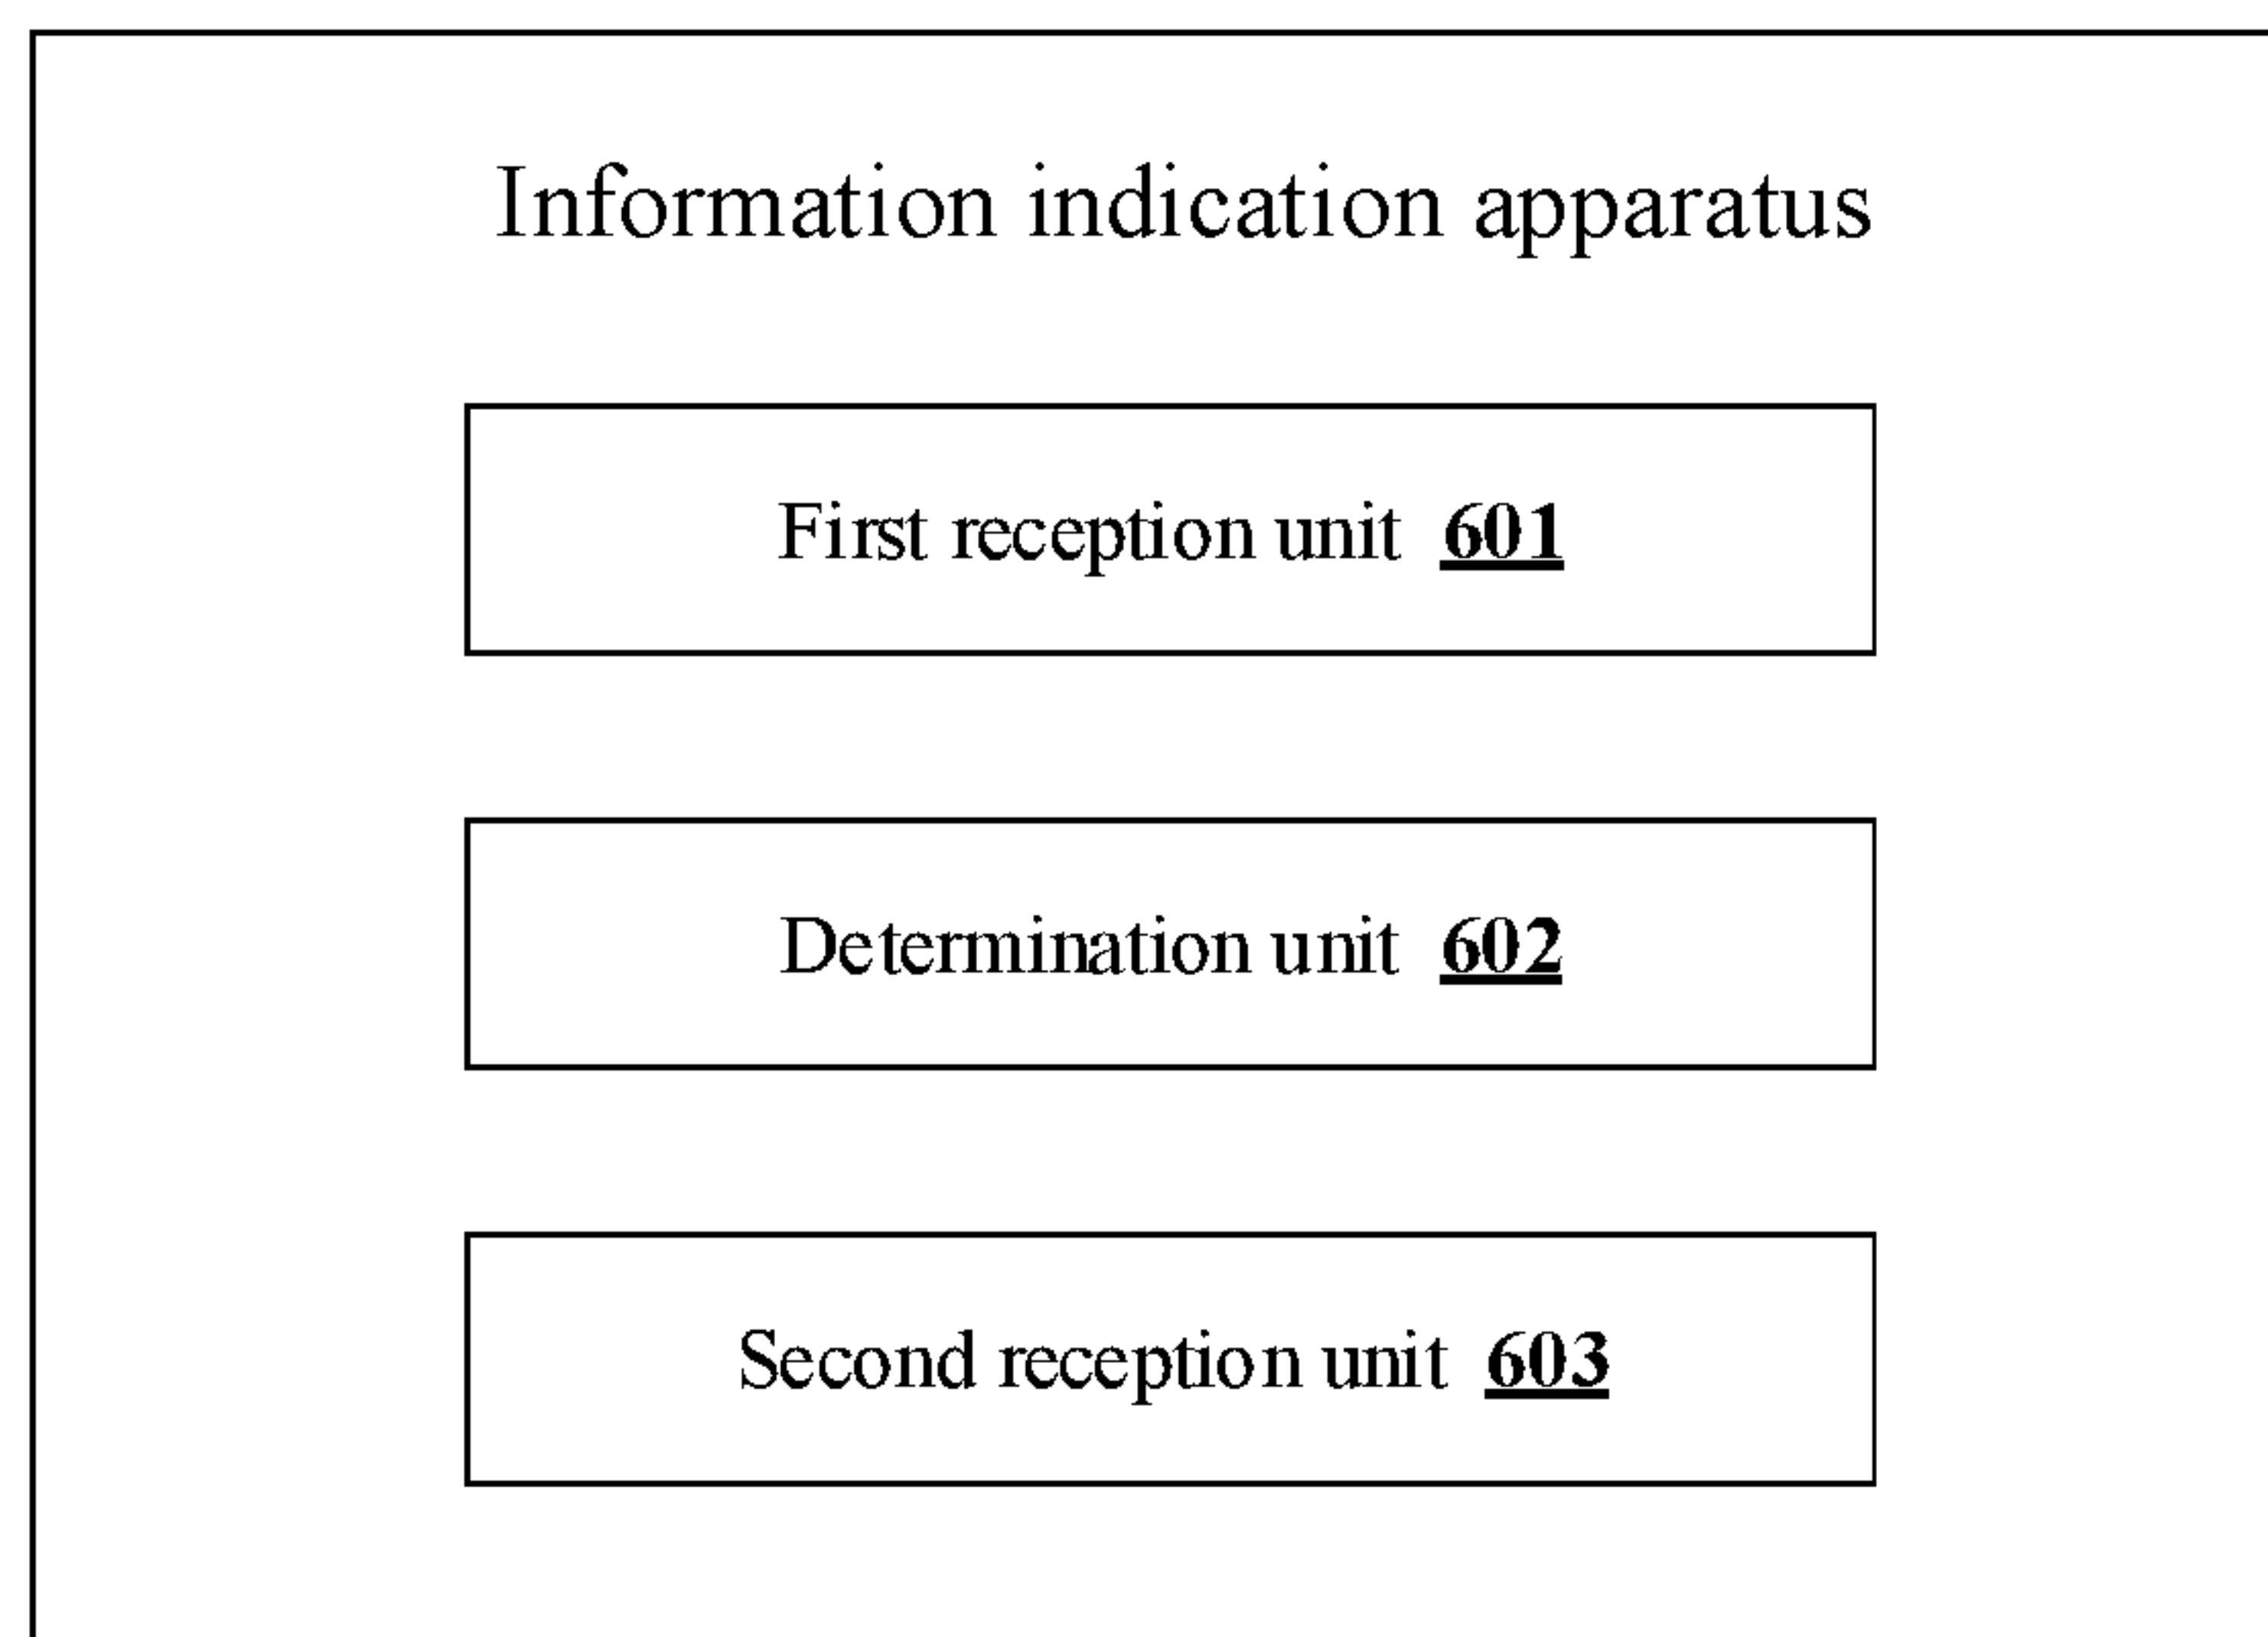 Information indication apparatus
First reception unit 601
Determination unit 602
Second reception unit 603